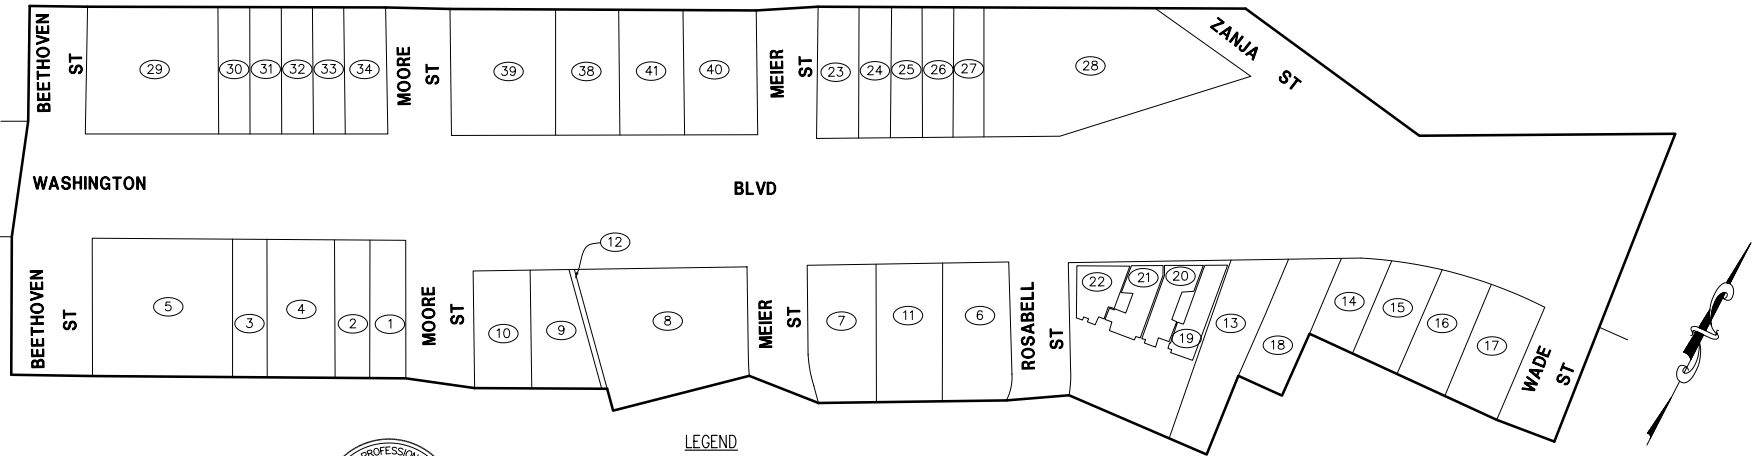 BEETHOVEN
ST
29
30
31
32
33
34
MOORE
ST
39
38
41
40
MEIER
ST
23
24
25
26
27
28
ZANJA
ST
WASHINGTON
BLVD
BEETHOVEN
ST
5
3
4
2
1
MOORE
ST
10
9
12
8
MEIER
ST
7
11
6
ROSABELL
ST
22
21
20
19
13
18
14
15
16
17
WADE
ST
LEGEND